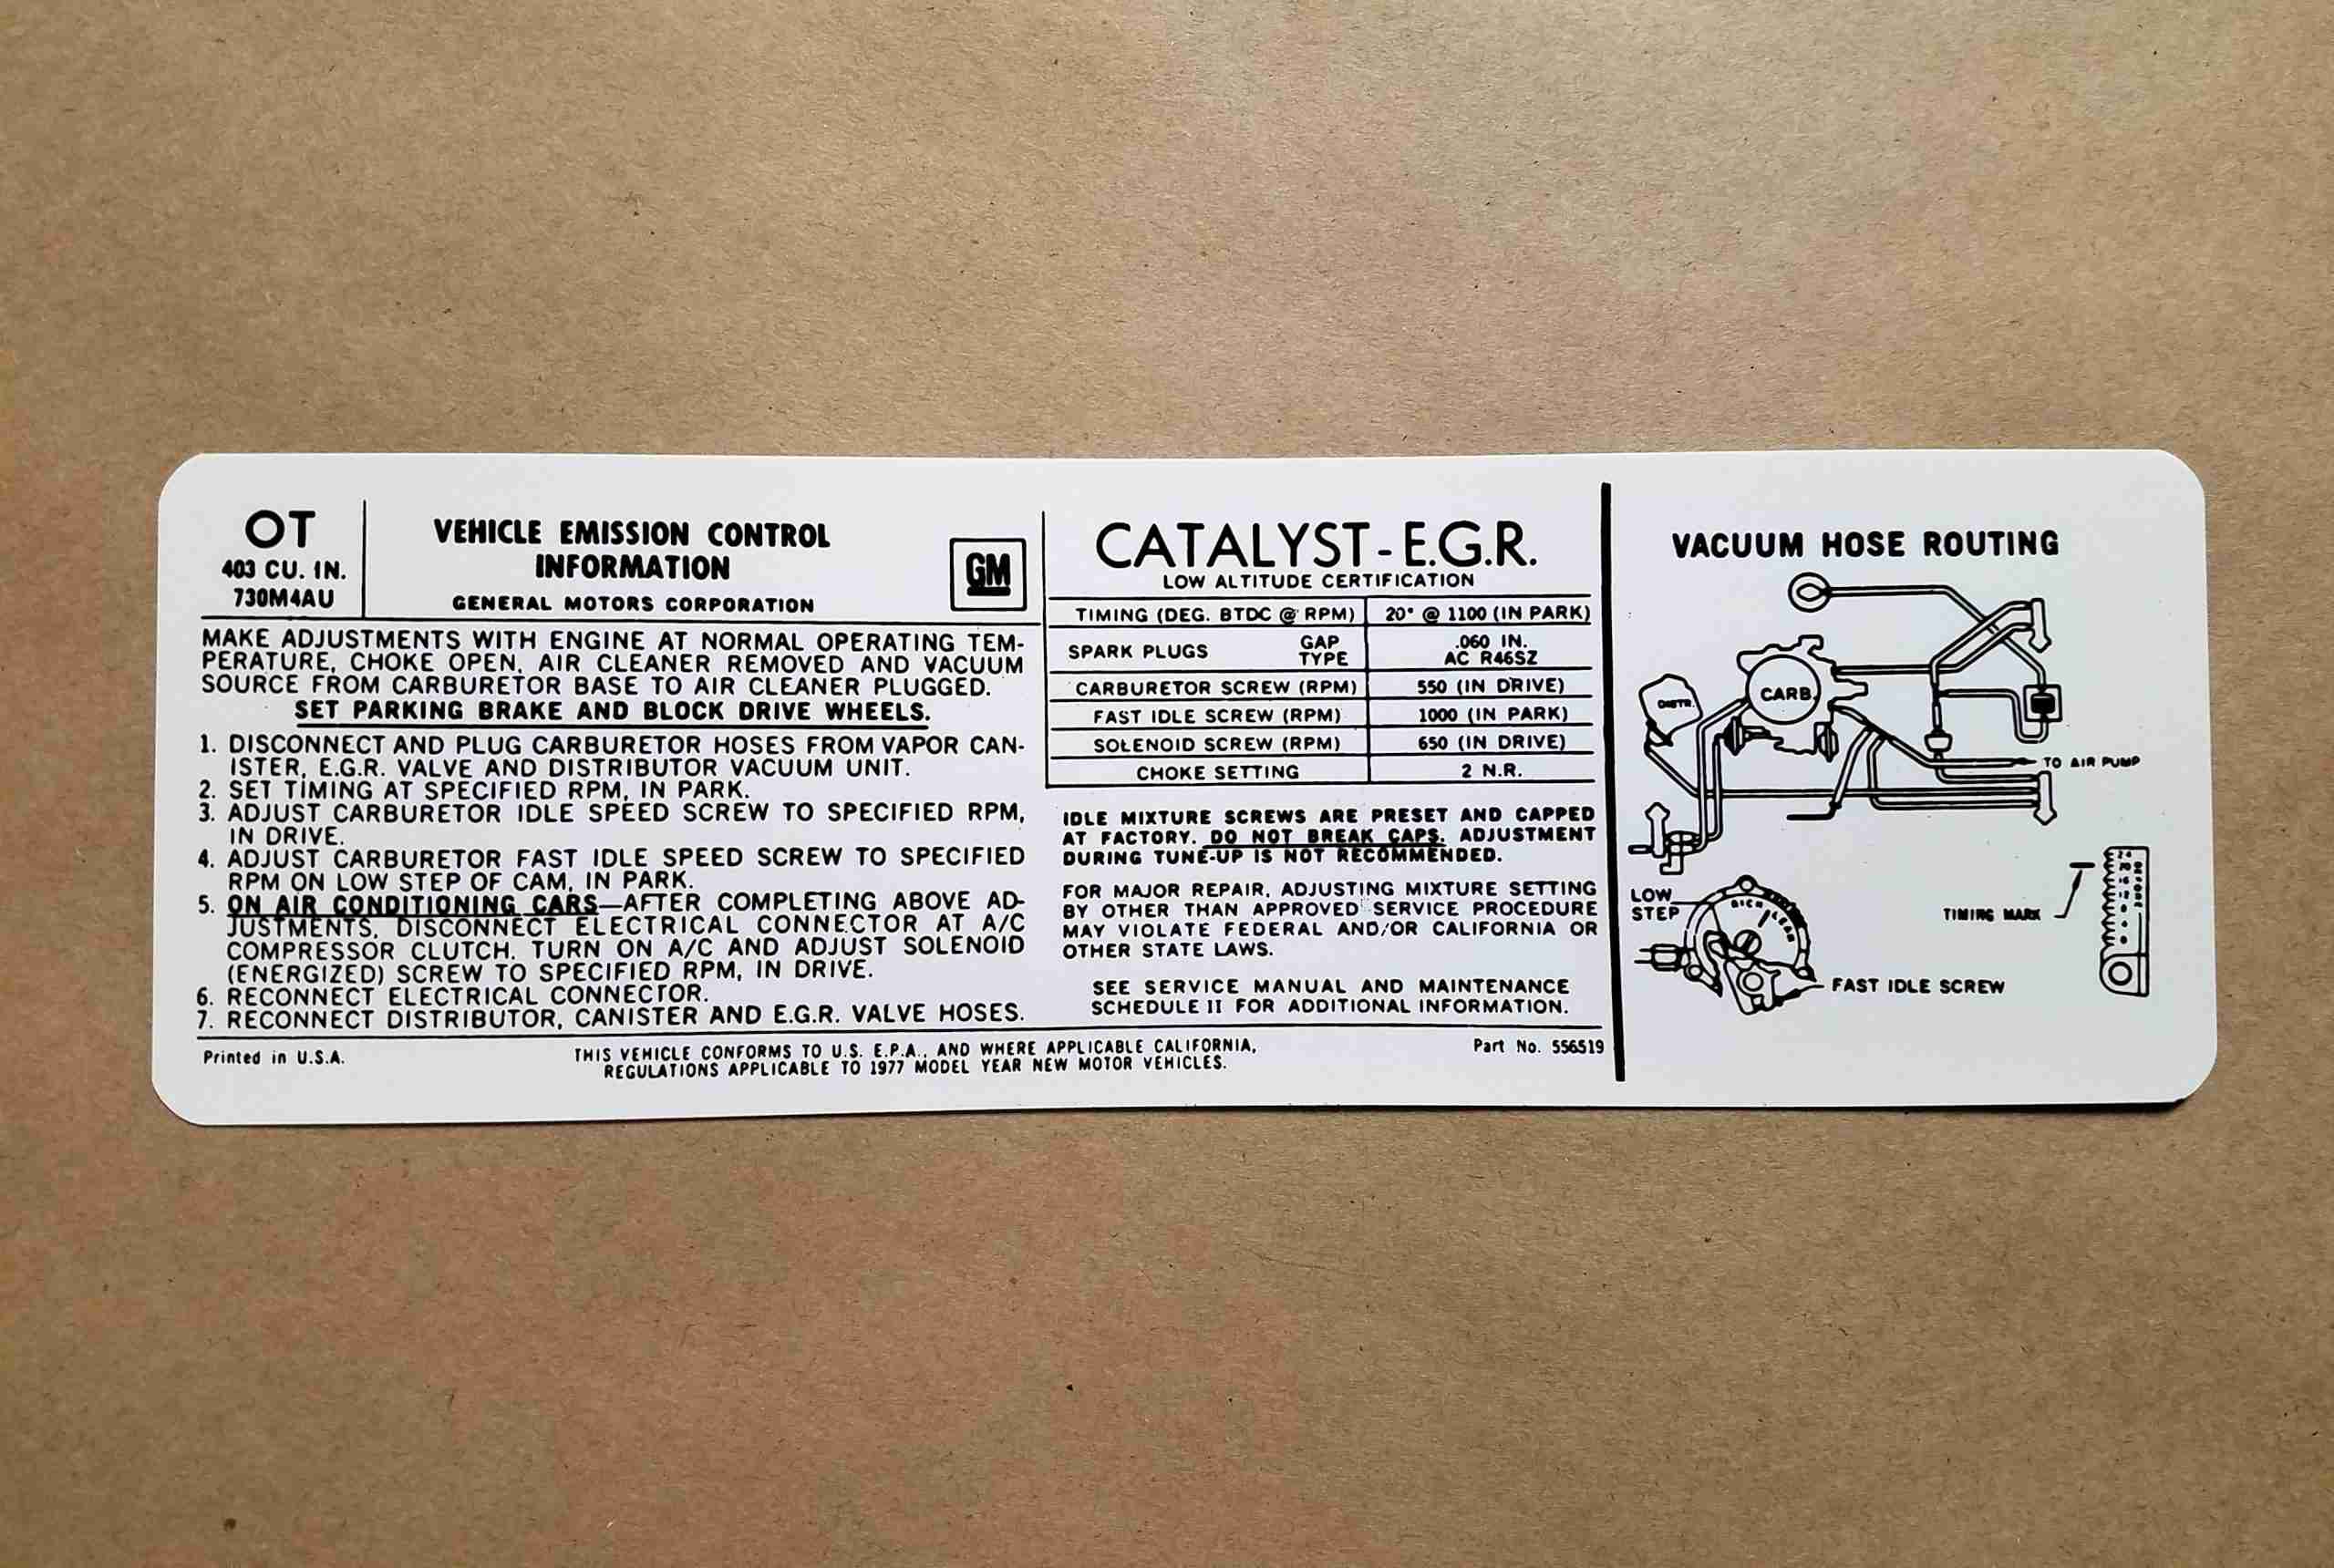 OT
403 CU. IN.
730M4AU
VEHICLE EMISSION CONTROL
INFORMATION
GENERAL MOTORS CORPORATION
GM
MAKE ADJUSTMENTS WITH ENGINE AT NORMAL OPERATING TEM-
PERATURE, CHOKE OPEN, AIR CLEANER REMOVED AND VACUUM
SOURCE FROM CARBURETOR BASE TO AIR CLEANER PLUGGED.
SET PARKING BRAKE AND BLOCK DRIVE WHEELS.
1. DISCONNECT AND PLUG CARBURETOR HOSES FROM VAPOR CAN-
ISTER, E.G.R. VALVE AND DISTRIBUTOR VACUUM UNIT.
2. SET TIMING AT SPECIFIED RPM, IN PARK.
3. ADJUST CARBURETOR IDLE SPEED SCREW TO SPECIFIED RPM,
IN DRIVE.
4. ADJUST CARBURETOR FAST IDLE SPEED SCREW TO SPECIFIED
RPM ON LOW STEP OF CAM, IN PARK.
5. ON AIR CONDITIONING CARS—AFTER COMPLETING ABOVE AD-
JUSTMENTS, DISCONNECT ELECTRICAL CONNECTOR AT A/C
COMPRESSOR CLUTCH. TURN ON A/C AND ADJUST SOLENOID
(ENERGIZED) SCREW TO SPECIFIED RPM, IN DRIVE.
6. RECONNECT ELECTRICAL CONNECTOR.
7. RECONNECT DISTRIBUTOR, CANISTER AND E.G.R. VALVE HOSES.
CATALYST-E.G.R.
LOW ALTITUDE CERTIFICATION
TIMING (DEG. BTDC @ RPM) 20° @ 1100 (IN PARK)
SPARK PLUGS GAP .060 IN.
TYPE AC R46SZ
CARBURETOR SCREW (RPM) 550 (IN DRIVE)
FAST IDLE SCREW (RPM) 1000 (IN PARK)
SOLENOID SCREW (RPM) 650 (IN DRIVE)
CHOKE SETTING 2 N.R.
IDLE MIXTURE SCREWS ARE PRESET AND CAPPED
AT FACTORY. DO NOT BREAK CAPS. ADJUSTMENT
DURING TUNE-UP IS NOT RECOMMENDED.
FOR MAJOR REPAIR, ADJUSTING MIXTURE SETTING
BY OTHER THAN APPROVED SERVICE PROCEDURE
MAY VIOLATE FEDERAL AND/OR CALIFORNIA OR
OTHER STATE LAWS.
SEE SERVICE MANUAL AND MAINTENANCE
SCHEDULE II FOR ADDITIONAL INFORMATION.
Printed in U.S.A.
THIS VEHICLE CONFORMS TO U.S. E.P.A., AND WHERE APPLICABLE CALIFORNIA,
REGULATIONS APPLICABLE TO 1977 MODEL YEAR NEW MOTOR VEHICLES.
Part No. 556519
VACUUM HOSE ROUTING
DISTR.
CARB.
TO AIR PUMP
LOW
STEP
RICH LEAN
FAST IDLE SCREW
TIMING MARK